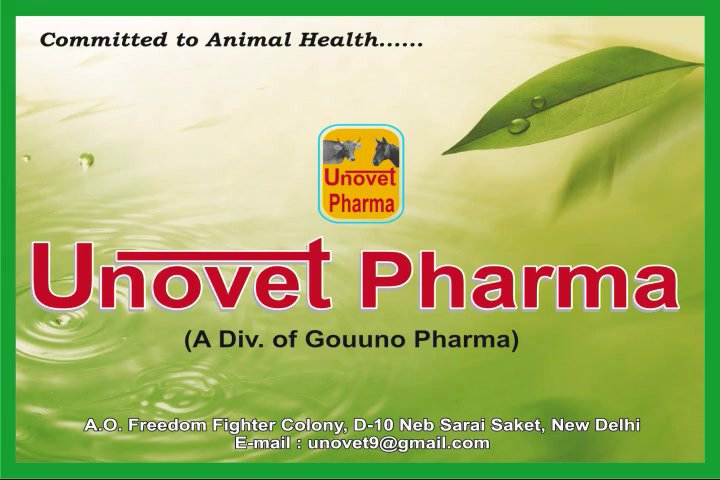 Committed to Animal Health......
Unovet
Pharma
Unovet Pharma
(A Div. of Gouuno Pharma)
A.O. Freedom Fighter Colony, D-10 Neb Sarai Saket, New Delhi
E-mail : unovet9@gmail.com